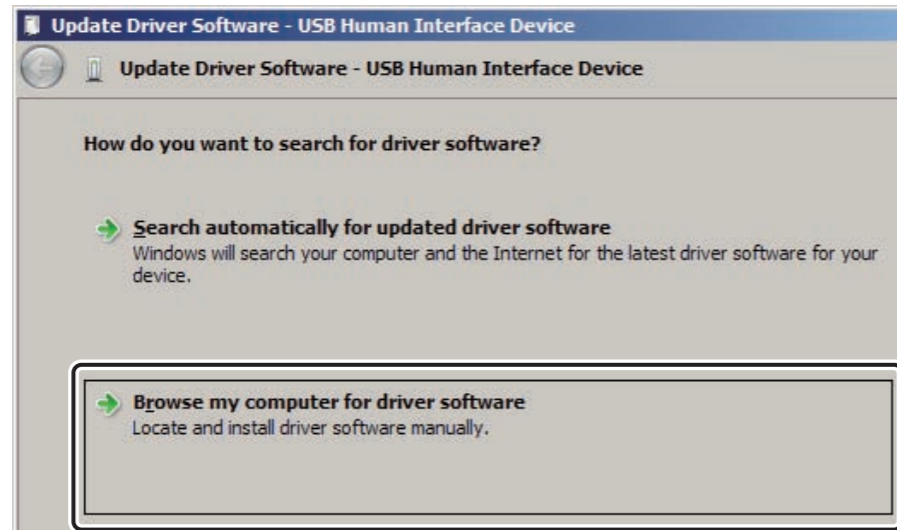 Update Driver Software - USB Human Interface Device
Update Driver Software - USB Human Interface Device
How do you want to search for driver software?
Search automatically for updated driver software
Windows will search your computer and the Internet for the latest driver software for your
device.
Browse my computer for driver software
Locate and install driver software manually.